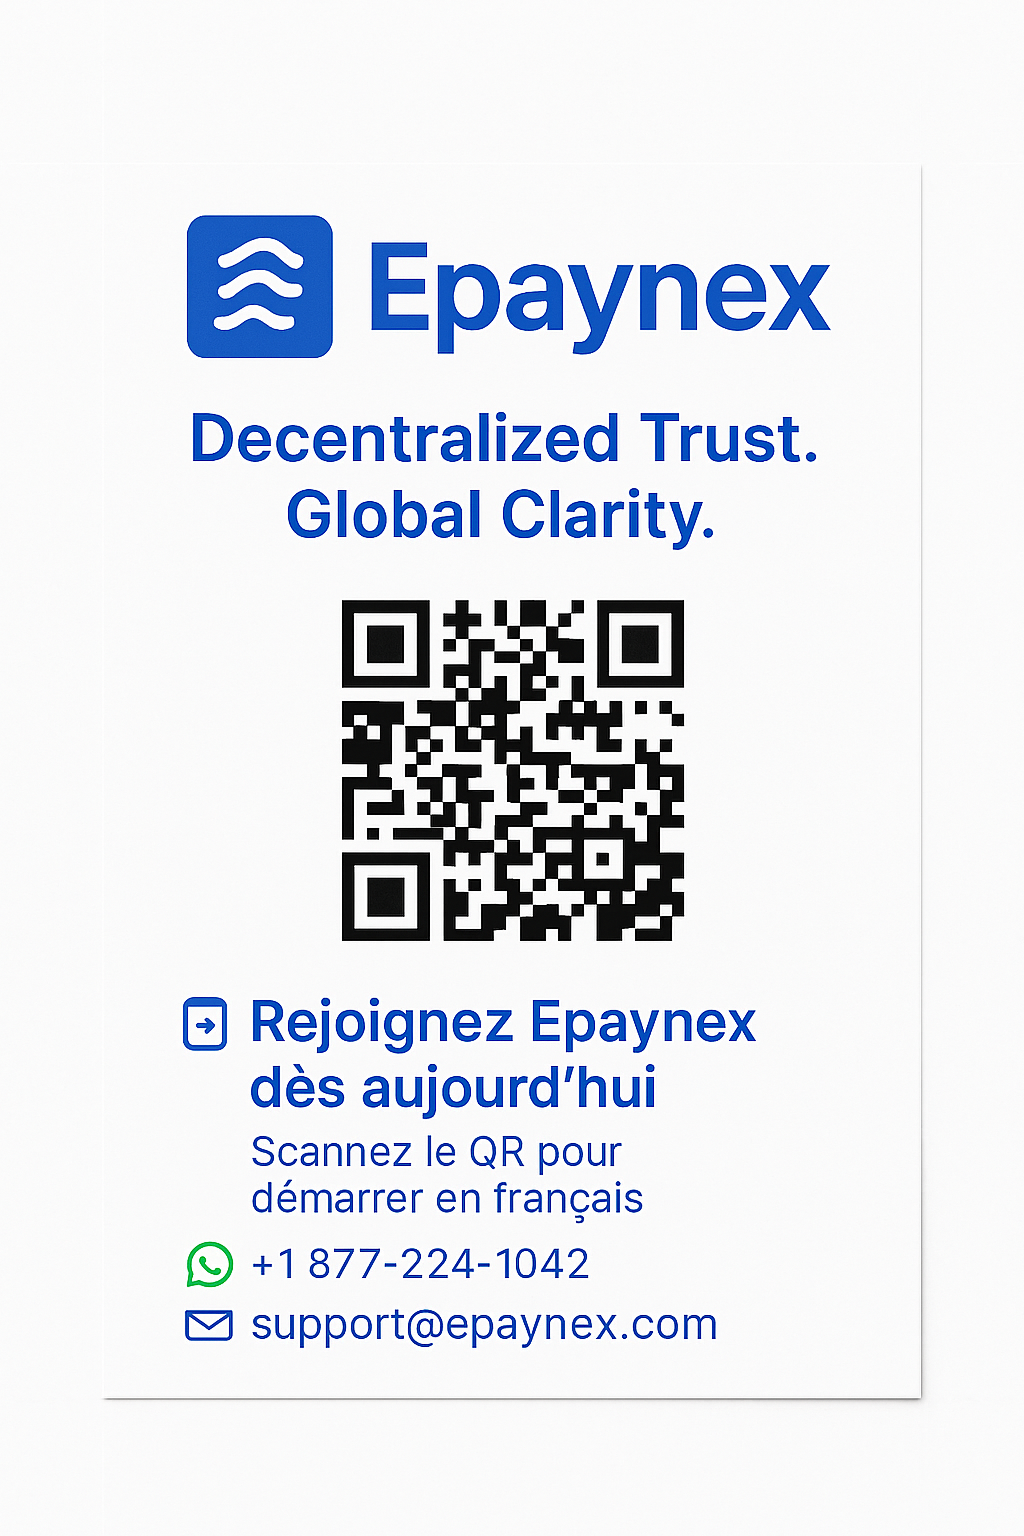 Epaynex
Decentralized Trust.
Global Clarity.
Rejoignez Epaynex
dès aujourd’hui
Scannez le QR pour
démarrer en français
+1 877-224-1042
support@epaynex.com